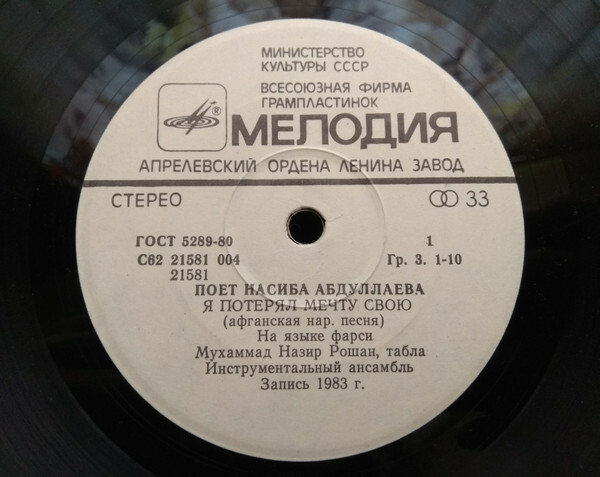 МИНИСТЕРСТВО
КУЛЬТУРЫ СССР
ВСЕСОЮЗНАЯ ФИРМА
ГРАМПЛАСТИНОК
® МЕЛОДИЯ
АПРЕЛЕВСКИЙ ОРДЕНА ЛЕНИНА ЗАВОД
СТЕРЕО 33
ГОСТ 5289-80 1
С62 21581 004 Гр. 3. 1-10
21581
ПОЕТ НАСИБА АБДУЛЛАЕВА
Я ПОТЕРЯЛ МЕЧТУ СВОЮ
(афганская нар. песня)
На языке фарси
Мухаммад Назир Рошан, табла
Инструментальный ансамбль
Запись 1983 г.